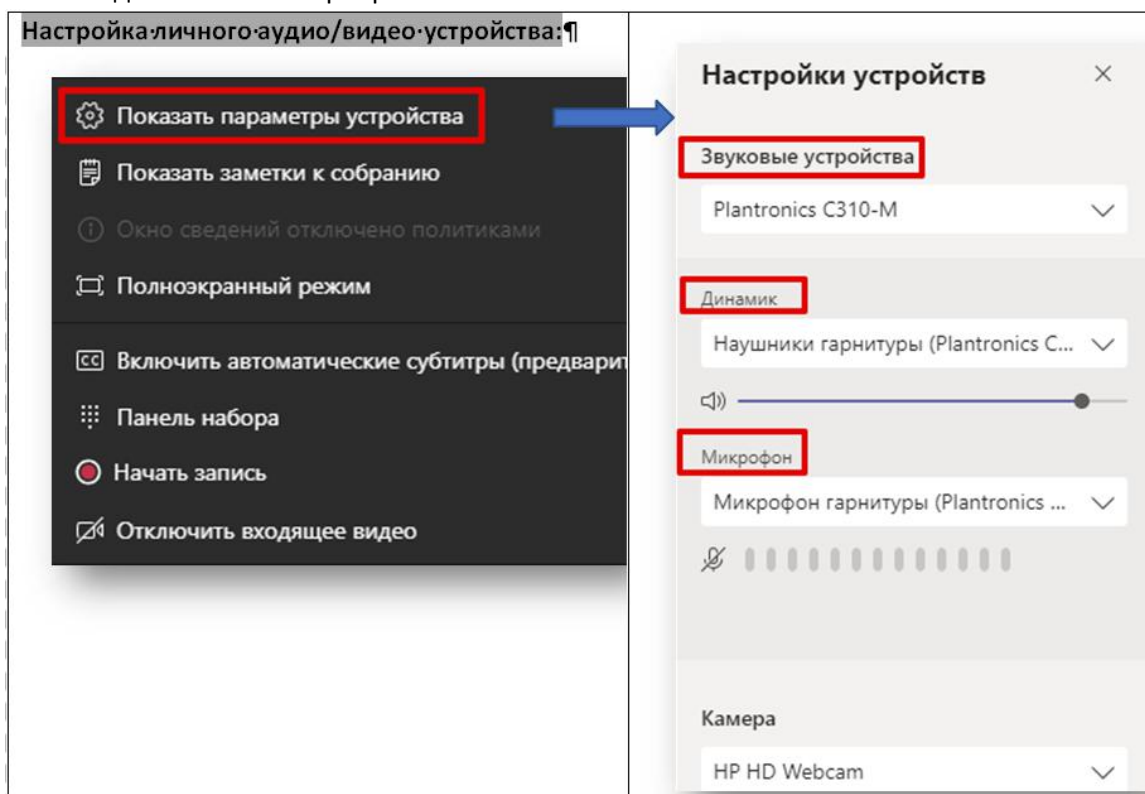 Настройка·личного·аудио/видео·устройства:¶
Показать параметры устройства
Показать заметки к собранию
Окно сведений отключено политиками
Полноэкранный режим
Включить автоматические субтитры (предварит
Панель набора
Начать запись
Отключить входящее видео
Настройки устройств
Звуковые устройства
Plantronics C310-M
Динамик
Наушники гарнитуры (Plantronics C...
Микрофон
Микрофон гарнитуры (Plantronics ...
Камера
HP HD Webcam